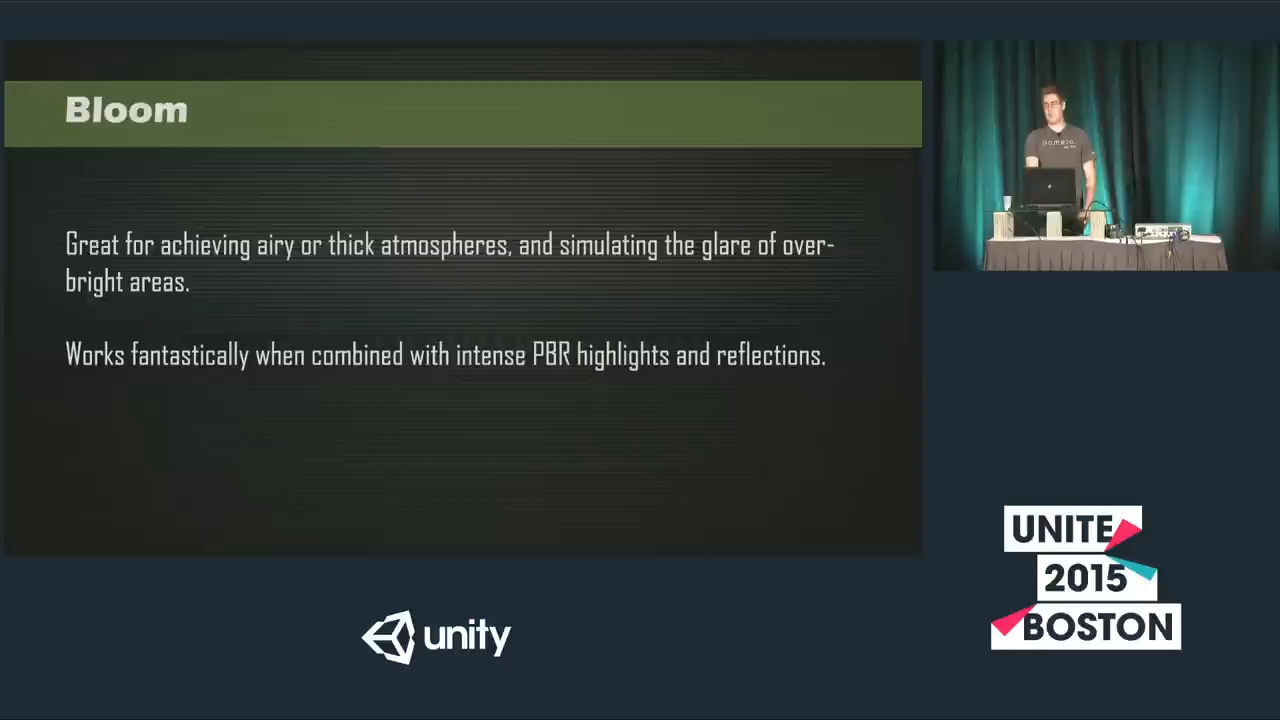 Bloom
Great for achieving airy or thick atmospheres, and simulating the glare of over-
bright areas.
Works fantastically when combined with intense PBR highlights and reflections.
unity
UNITE
2015
BOSTON